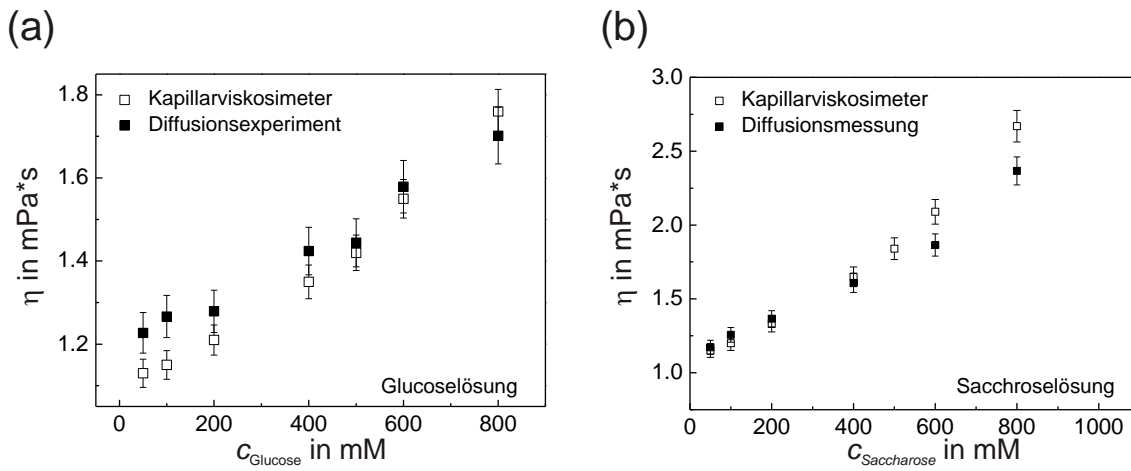 (a)
η in mPa*s
1.8
1.6
1.4
1.2
Kapillarviskosimeter
Diffusionsexperiment
Glucoselösung
0 200 400 600 800
cGlucose in mM
(b)
η in mPa*s
3.0
2.5
2.0
1.5
1.0
Kapillarviskosimeter
Diffusionsmessung
Sacchroselösung
0 200 400 600 800 1000
cSaccharose in mM